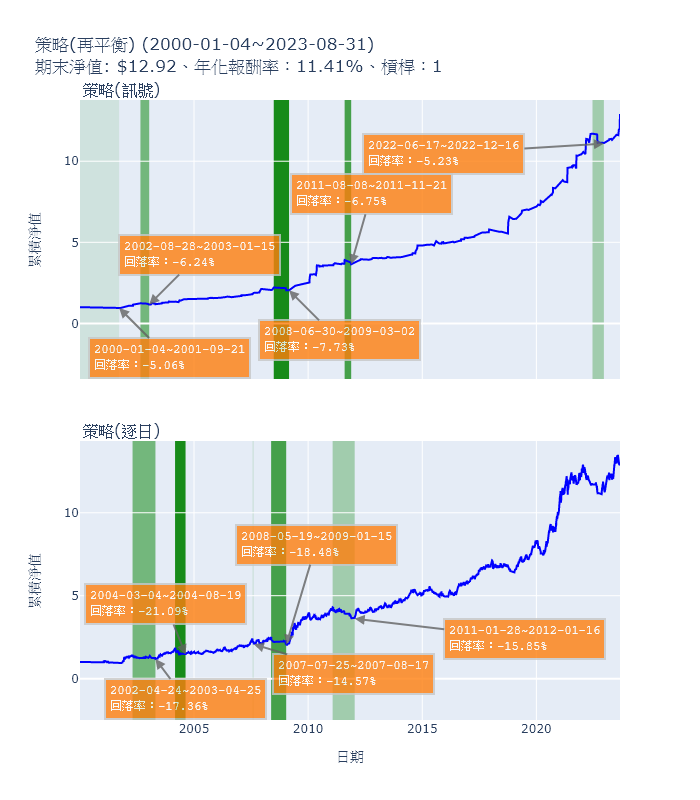 策略(再平衡) (2000-01-04~2023-08-31)
期末淨值: $12.92、年化報酬率：11.41%、槓桿：1
策略(訊號)
累積淨值
10
5
0
2022-06-17~2022-12-16
回落率：-5.23%
2011-08-08~2011-11-21
回落率：-6.75%
2002-08-28~2003-01-15
回落率：-6.24%
2008-06-30~2009-03-02
回落率：-7.73%
2000-01-04~2001-09-21
回落率：-5.06%
策略(逐日)
累積淨值
10
5
0
2008-05-19~2009-01-15
回落率：-18.48%
2004-03-04~2004-08-19
回落率：-21.09%
2011-01-28~2012-01-16
回落率：-15.85%
2007-07-25~2007-08-17
回落率：-14.57%
2002-04-24~2003-04-25
回落率：-17.36%
2005
2010
2015
2020
日期